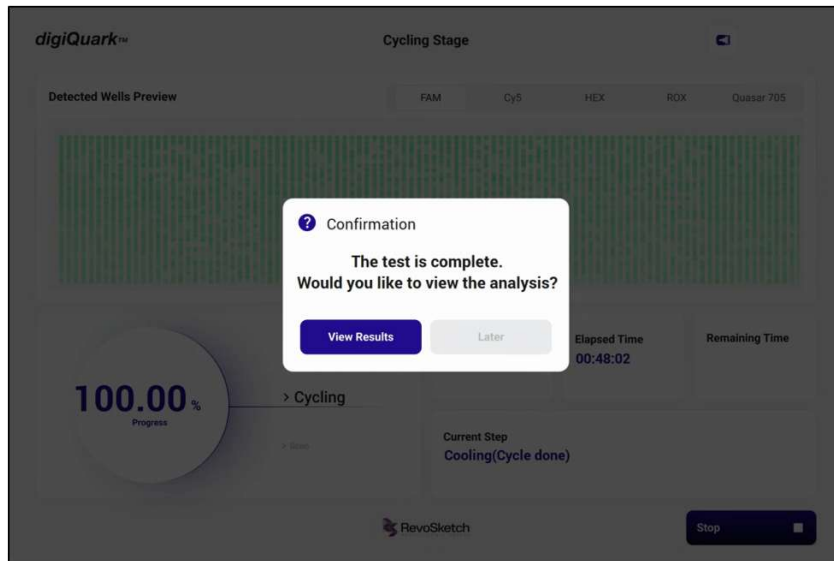 digiQuark™
Cycling Stage
Detected Wells Preview
FAM
Cy5
HEX
ROX
Quasar 705
? Confirmation
The test is complete.
Would you like to view the analysis?
View Results
Later
Elapsed Time
00:48:02
Remaining Time
100.00 %
Progress
> Cycling
Current Step
Cooling(Cycle done)
RevoSketch
Stop